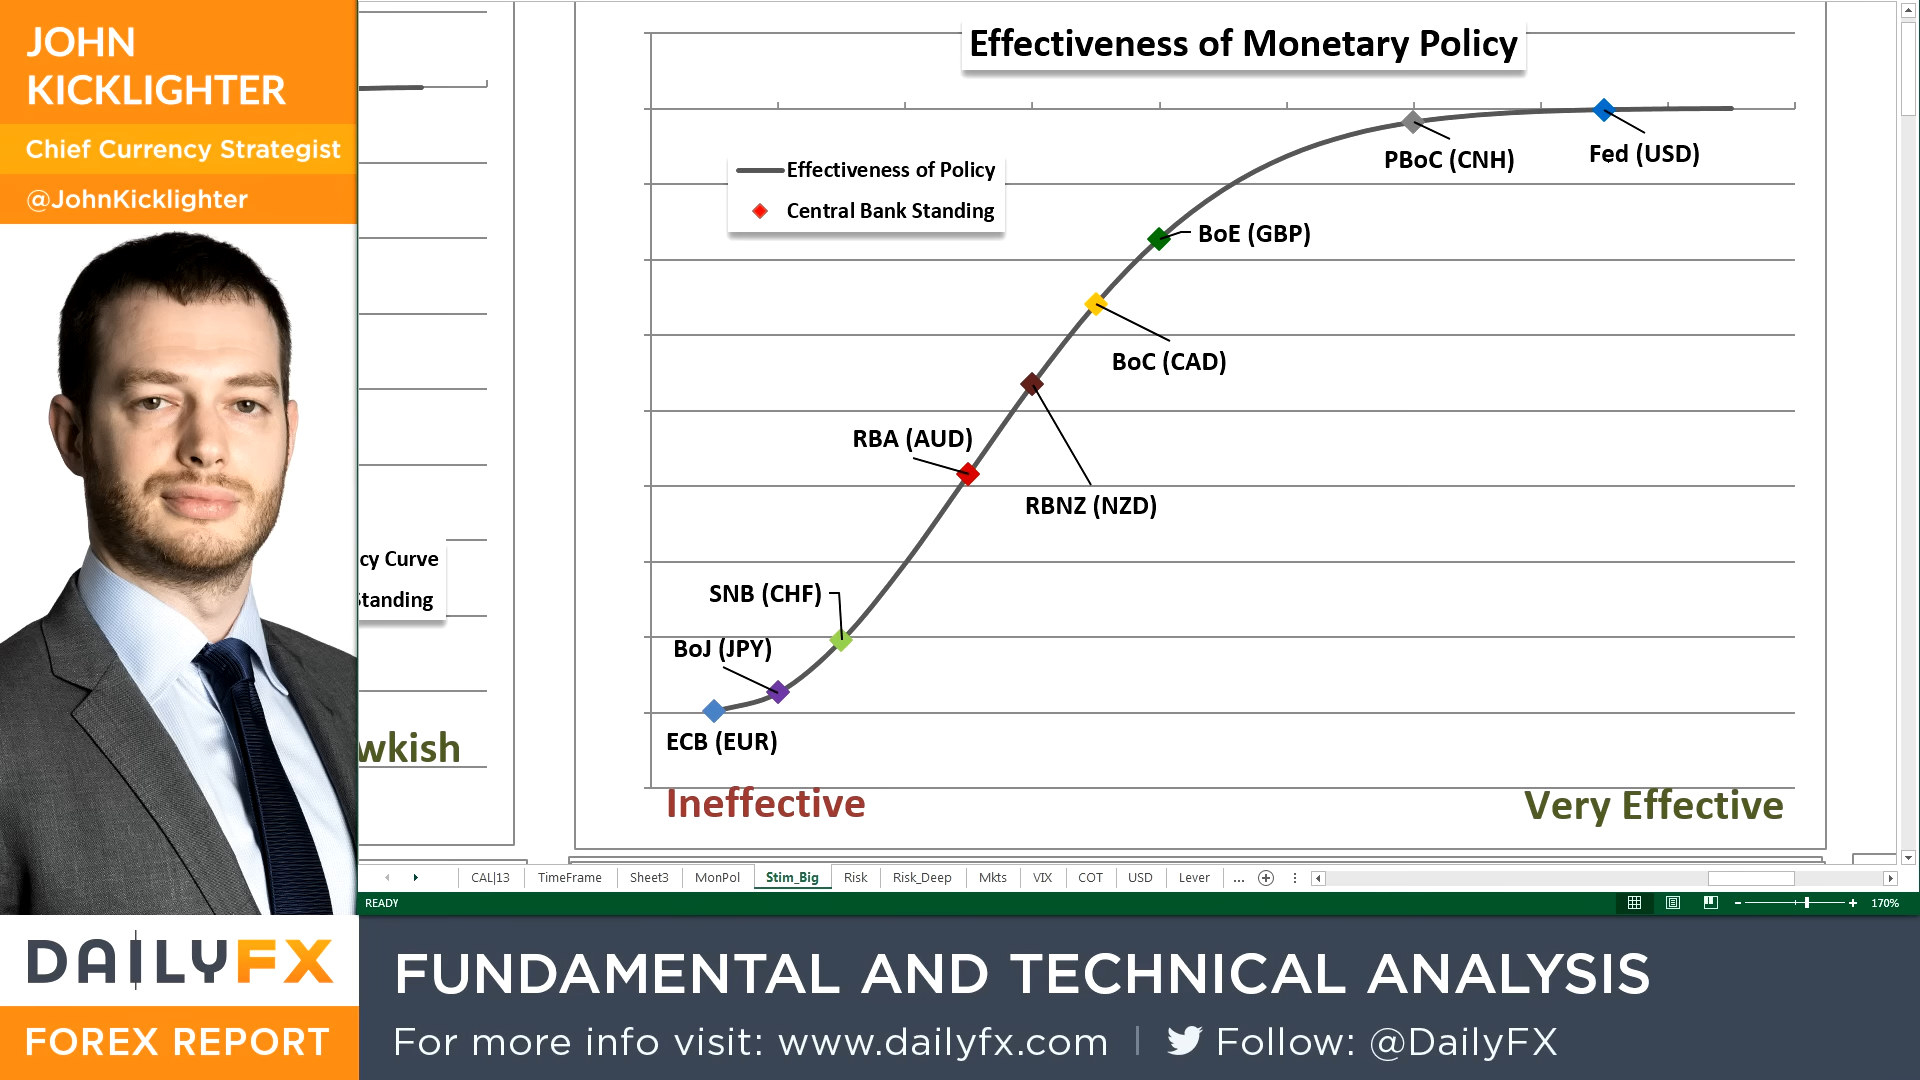 JOHN
KICKLIGHTER
Chief Currency Strategist
@JohnKicklighter
Effectiveness of Monetary Policy
Effectiveness of Policy
Central Bank Standing
PBoC (CNH)
Fed (USD)
BoE (GBP)
BoC (CAD)
RBA (AUD)
RBNZ (NZD)
SNB (CHF)
BoJ (JPY)
ECB (EUR)
cy Curve
Standing
wkish
Ineffective
Very Effective
CAL|13
TimeFrame
Sheet3
MonPol
Stim_Big
Risk
Risk_Deep
Mkts
VIX
COT
USD
Lever
...
READY
170%
DAILYFX
FOREX REPORT
FUNDAMENTAL AND TECHNICAL ANALYSIS
For more info visit: www.dailyfx.com | Follow: @DailyFX